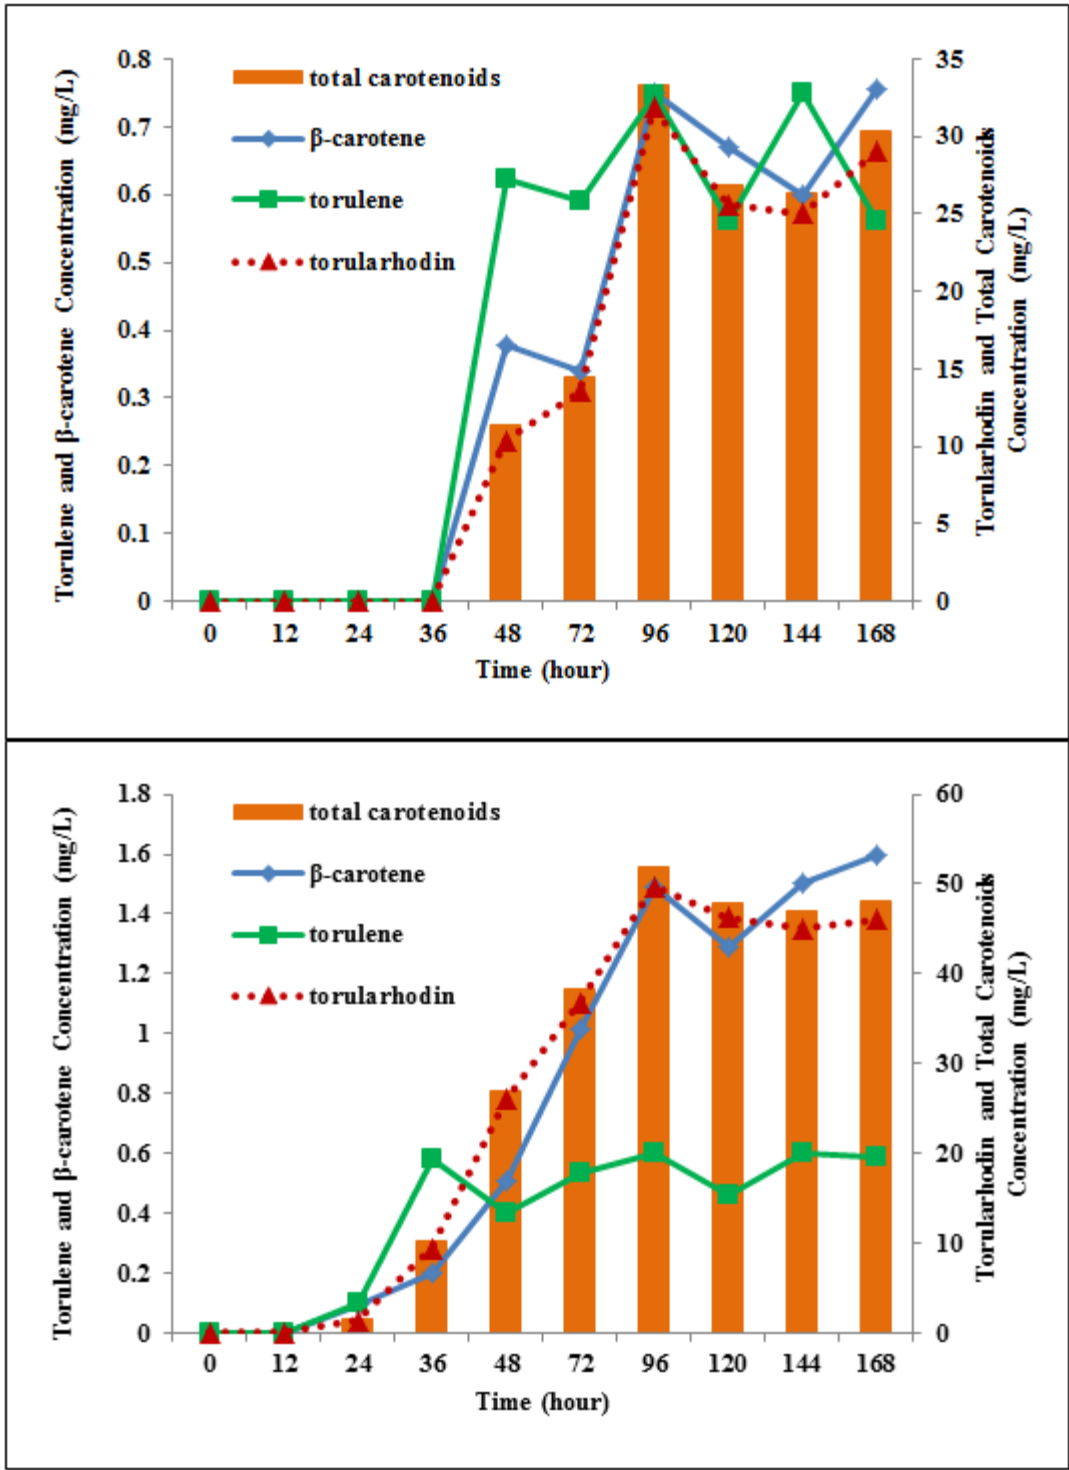 Torulene and β-carotene Concentration (mg/L)
0.8
0.7
0.6
0.5
0.4
0.3
0.2
0.1
0
total carotenoids
β-carotene
torulene
torularhodin
35
30
25
20
15
10
5
0
Torularhodin and Total Carotenoids
Concentration (mg/L)
0 12 24 36 48 72 96 120 144 168
Time (hour)
Torulene and β-carotene Concentration (mg/L)
1.8
1.6
1.4
1.2
1
0.8
0.6
0.4
0.2
0
total carotenoids
β-carotene
torulene
torularhodin
60
50
40
30
20
10
0
Torularhodin and Total Carotenoids
Concentration (mg/L)
0 12 24 36 48 72 96 120 144 168
Time (hour)